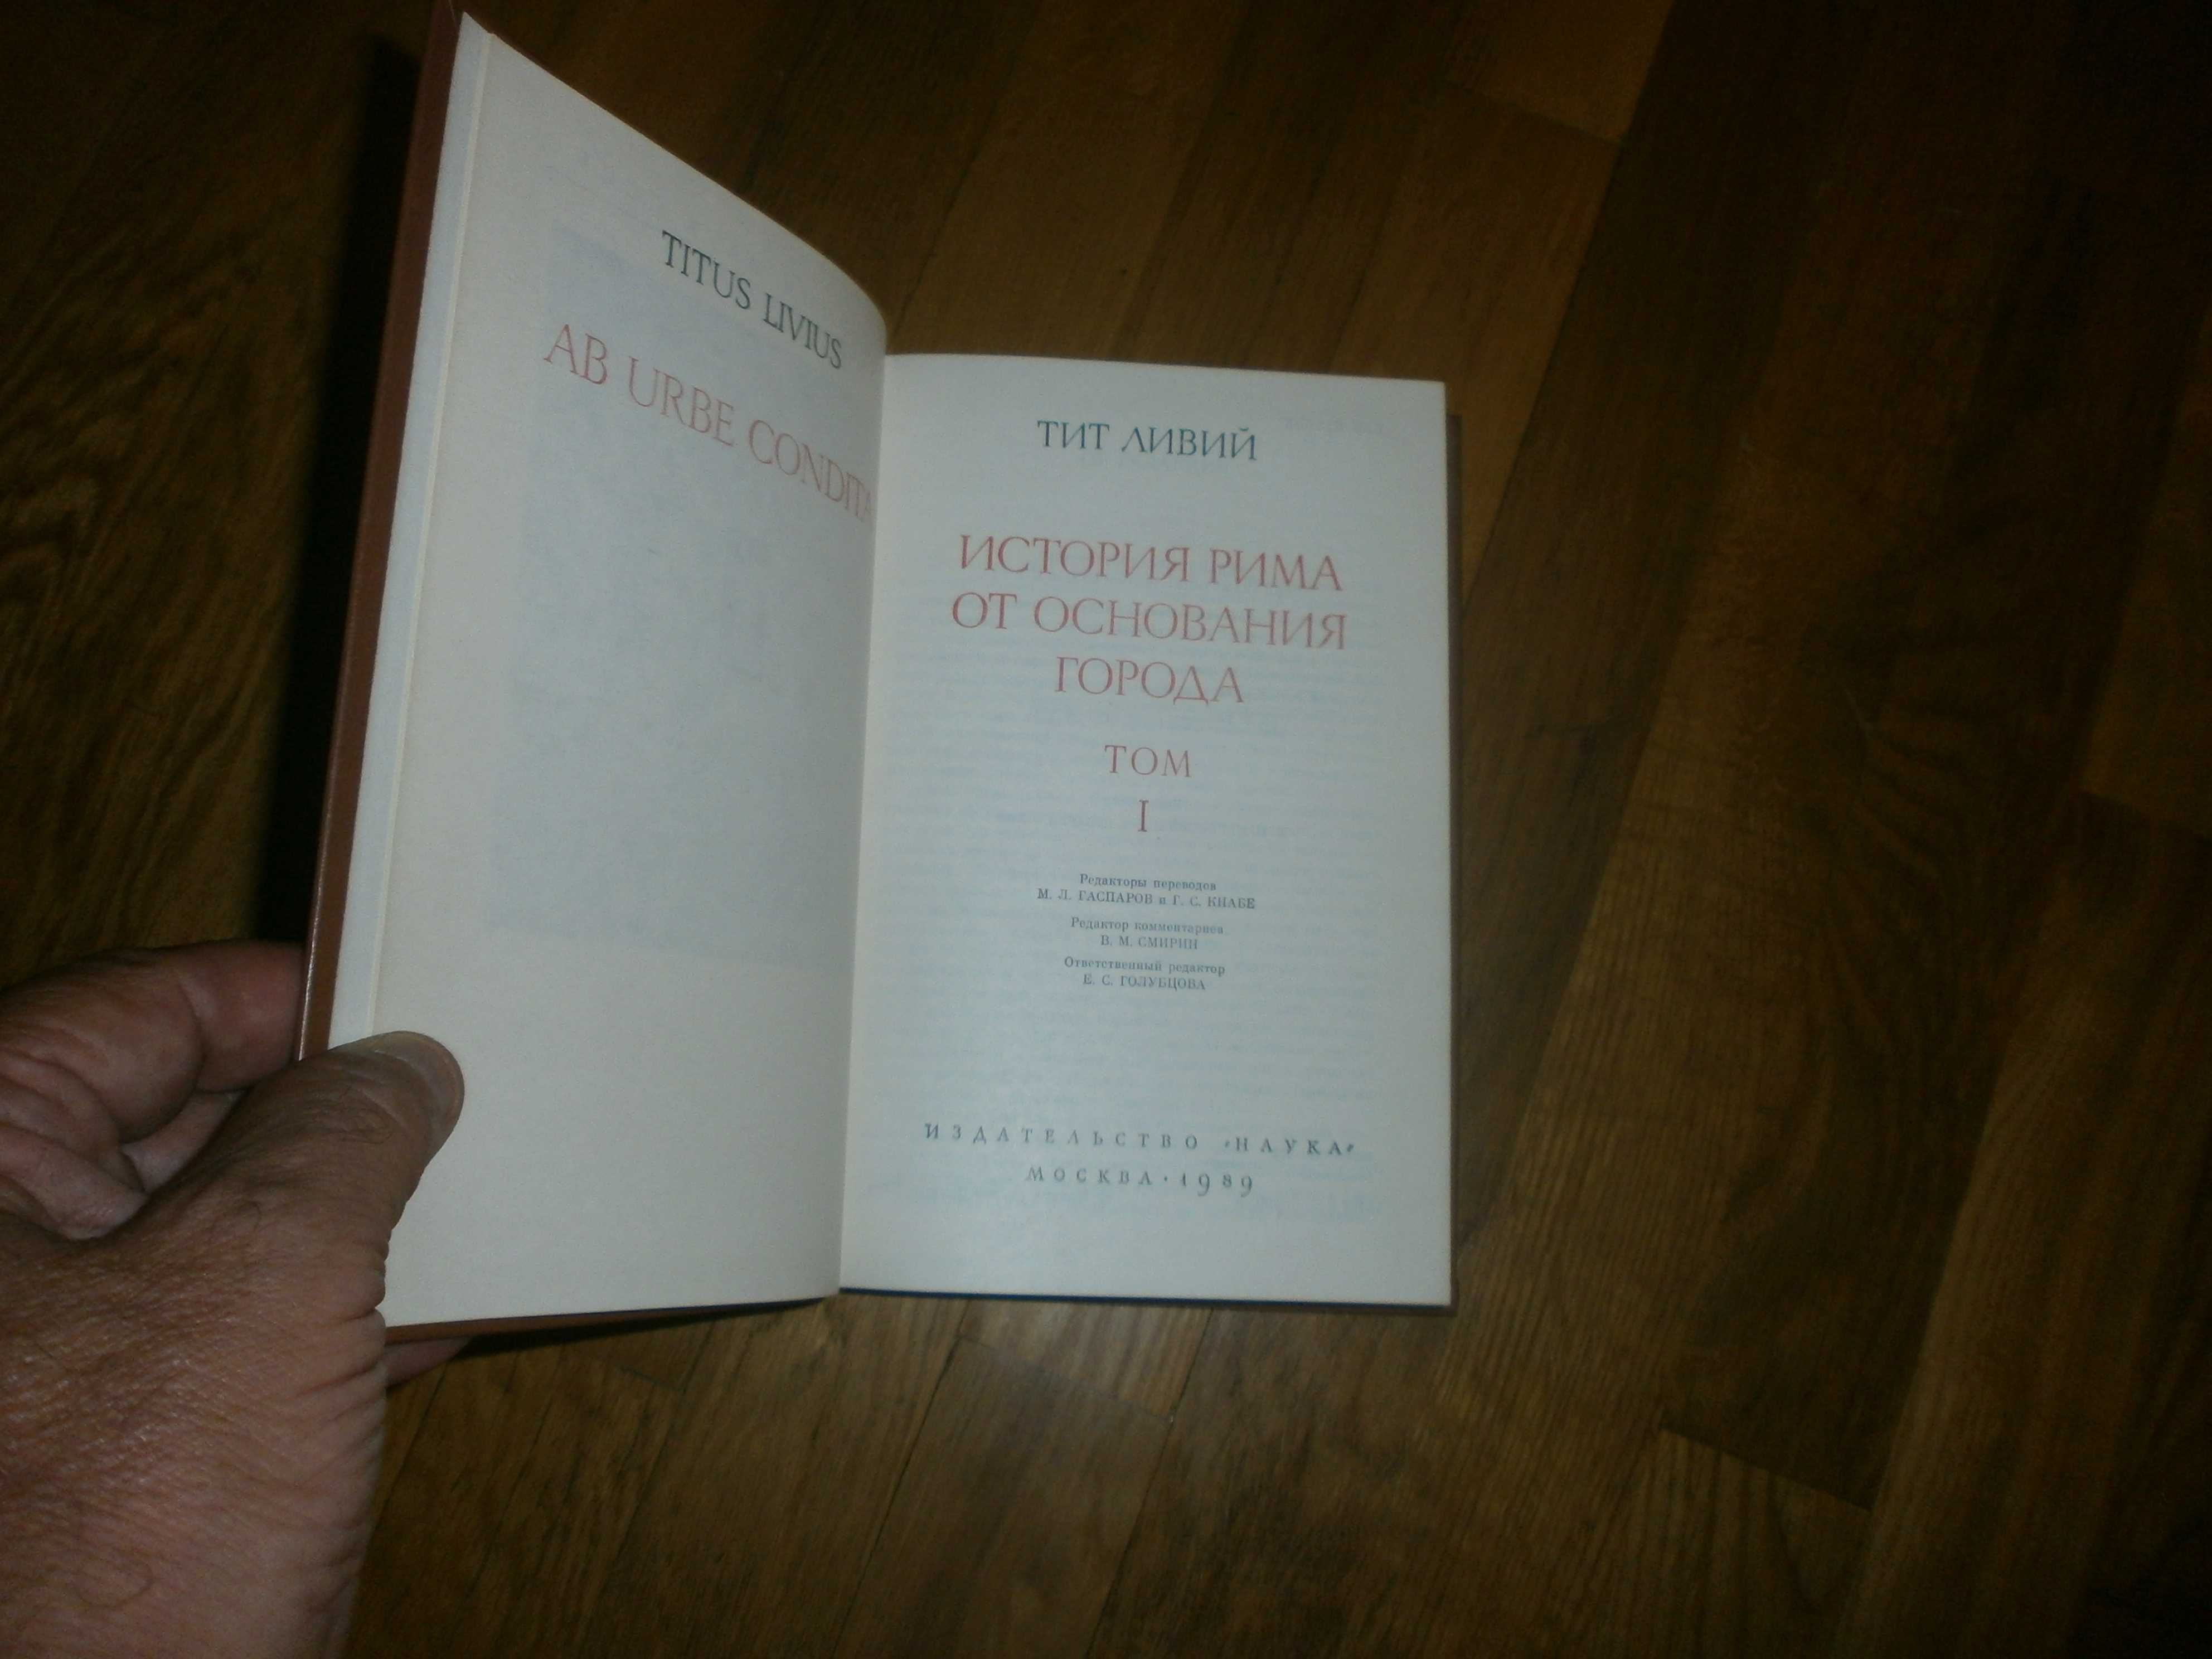 TITUS LIVIUS
AB URBE CONDITA
ТИТ ЛИВИЙ
ИСТОРИЯ РИМА
ОТ ОСНОВАНИЯ
ГОРОДА
ТОМ
I
Редакторы переводов
М. Л. ГАСПАРОВ и Г. С. КНАБЕ
Редактор комментариев
В. М. СМИРИН
Ответственный редактор
Е. С. ГОЛУБЦОВА
ИЗДАТЕЛЬСТВО «НАУКА»
МОСКВА · 1989